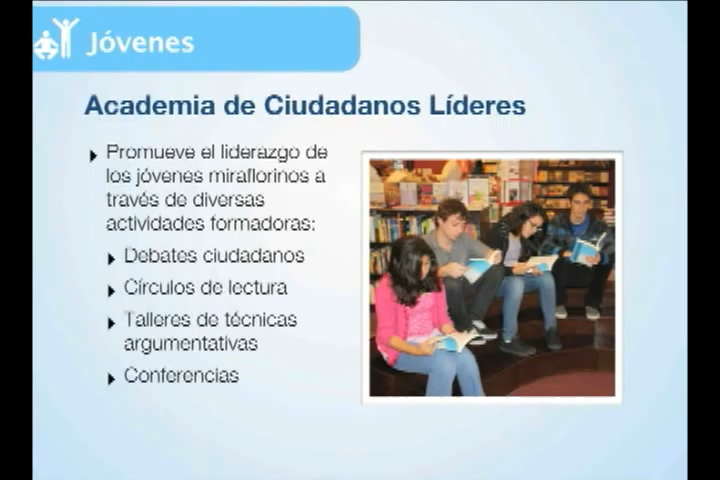 Jóvenes
Academia de Ciudadanos Líderes
Promueve el liderazgo de
los jóvenes miraflorinos a
través de diversas
actividades formadoras:
Debates ciudadanos
Círculos de lectura
Talleres de técnicas
argumentativas
Conferencias